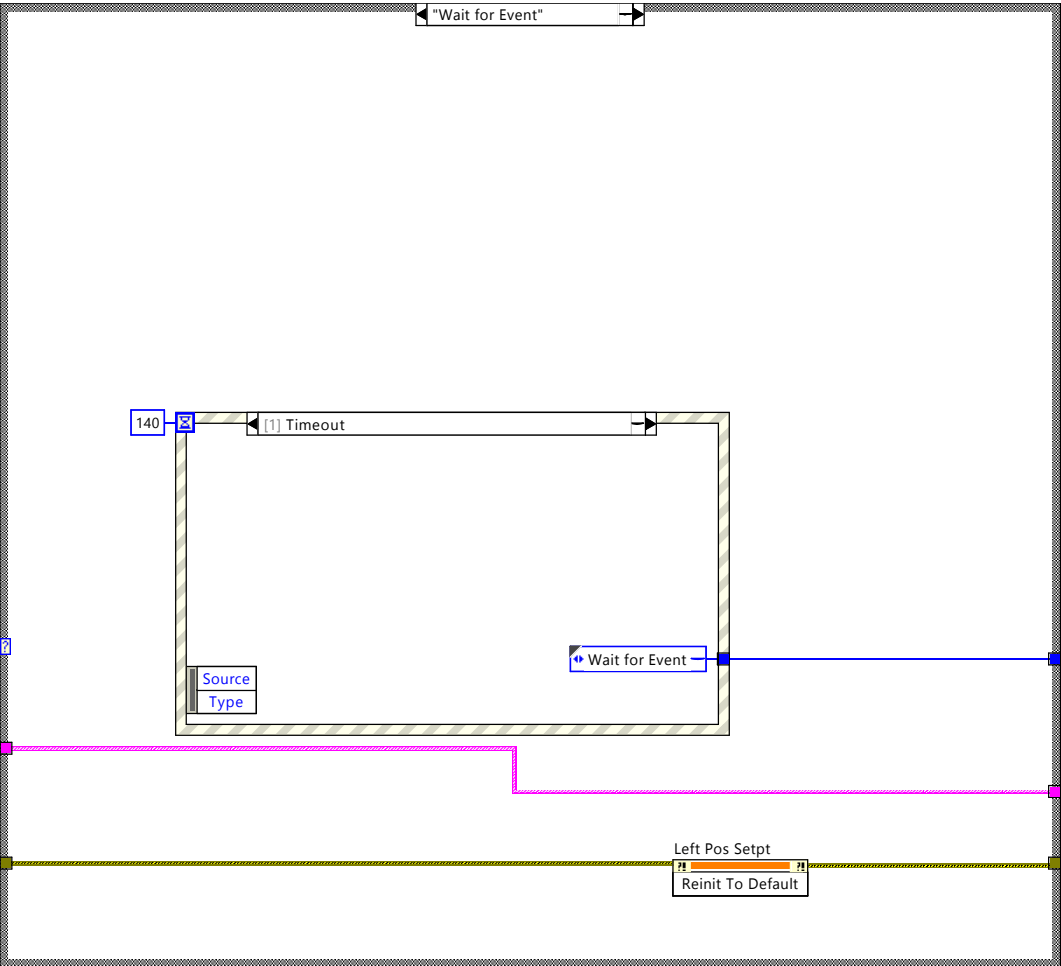 "Wait for Event"
140
[1] Timeout
Wait for Event
Source
Type
Left Pos Setpt
?! ?!
Reinit To Default
?